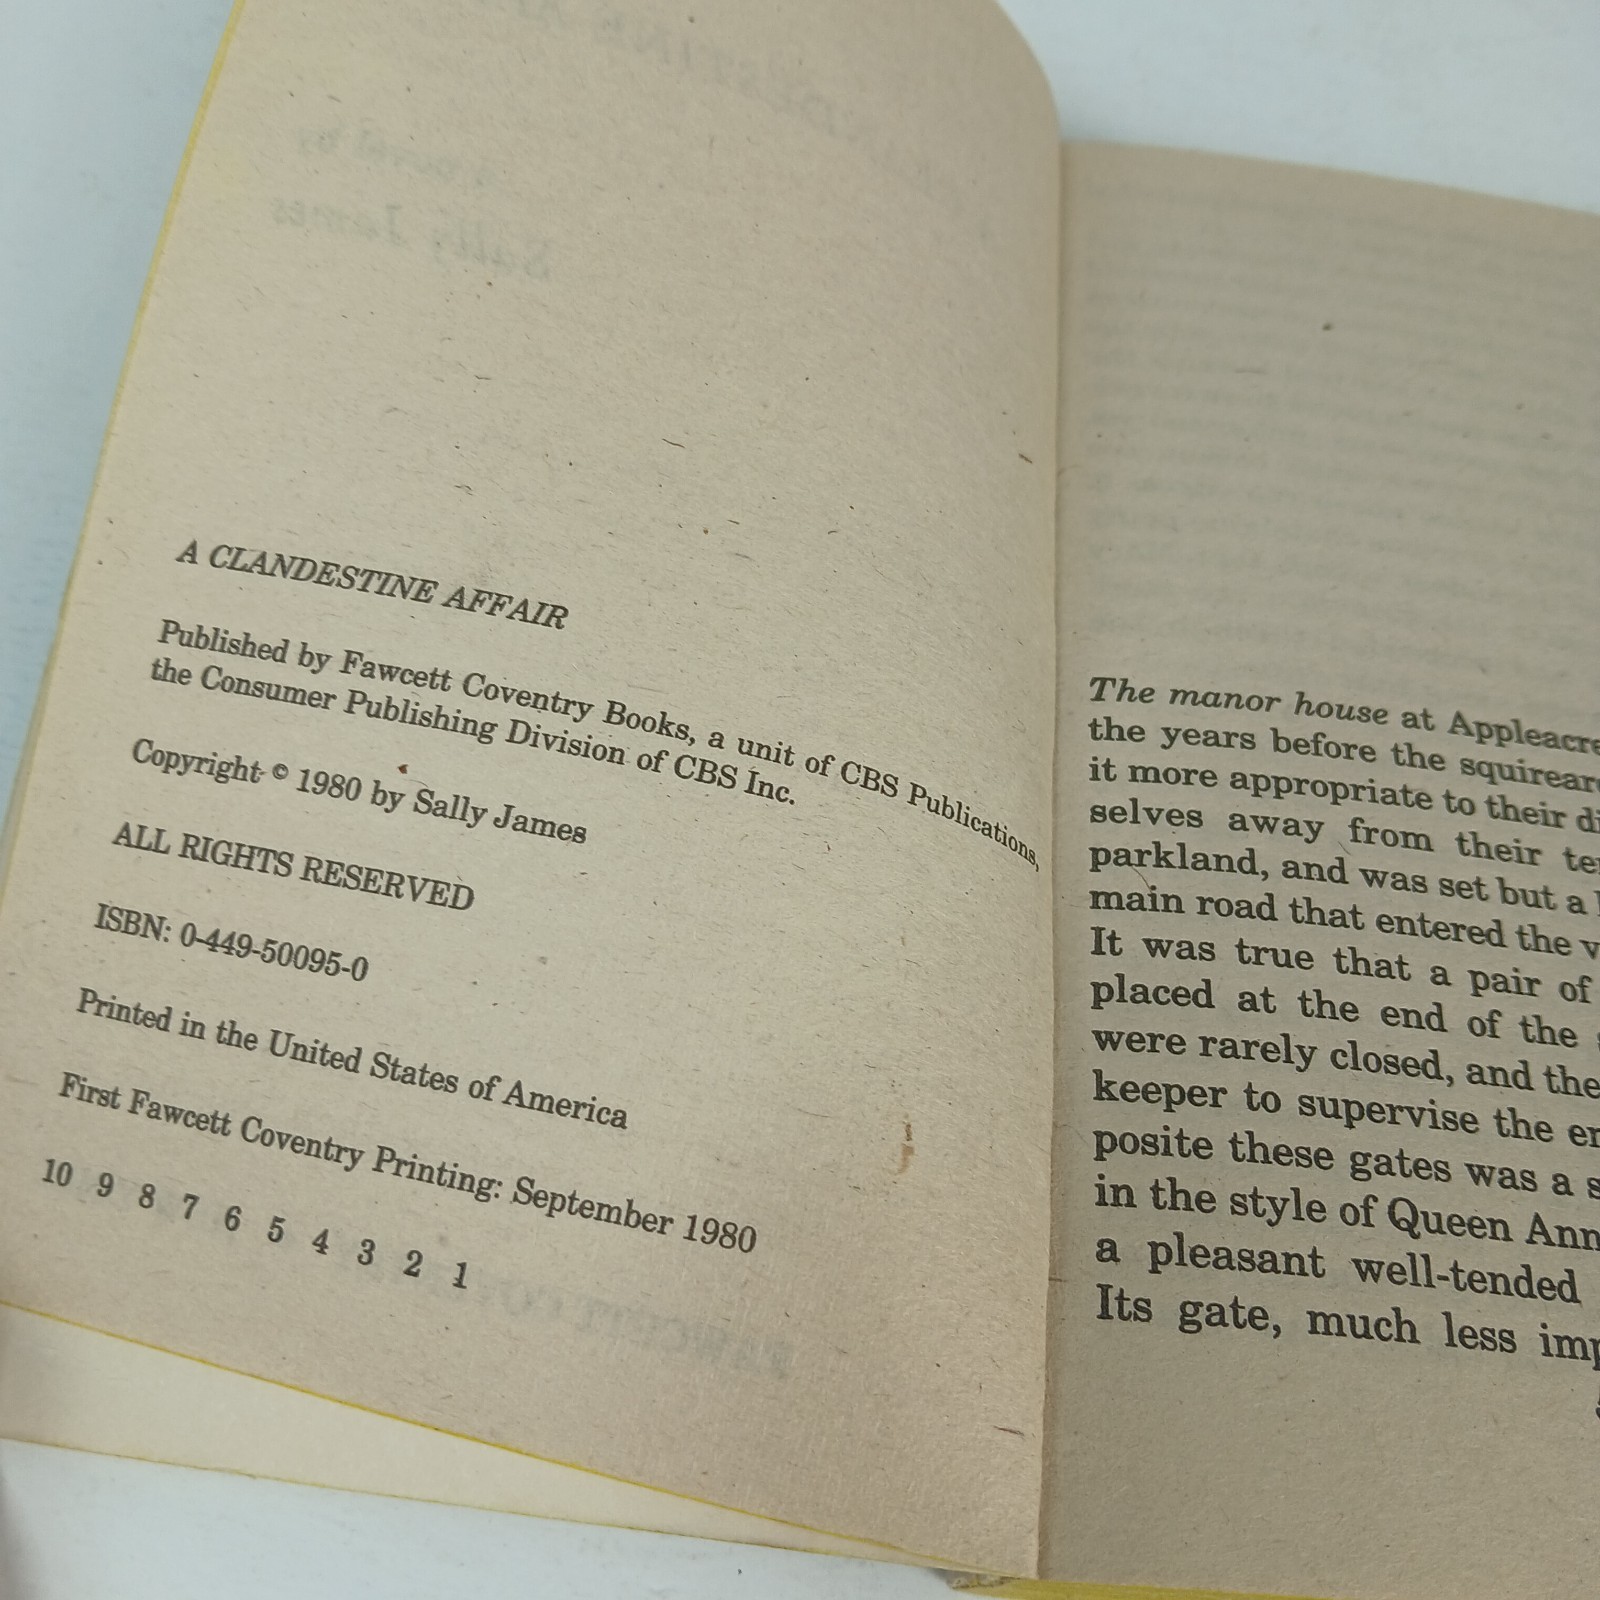 A CLANDESTINE AFFAIR
Published by Fawcett Coventry Books, a unit of CBS Publications,
the Consumer Publishing Division of CBS Inc.
Copyright © 1980 by Sally James
ALL RIGHTS RESERVED
ISBN: 0-449-50095-0
Printed in the United States of America
First Fawcett Coventry Printing: September 1980
10 9 8 7 6 5 4 3 2 1
The manor house at Appleacre
the years before the
it more appropriate to their
selves away from their
parkland, and was set but a
main road that entered the
It was true that a pair of
placed at the end of the
were rarely closed, and the
keeper to supervise the
posite these gates was a
in the style of Queen
a pleasant well-tended
Its gate, much less